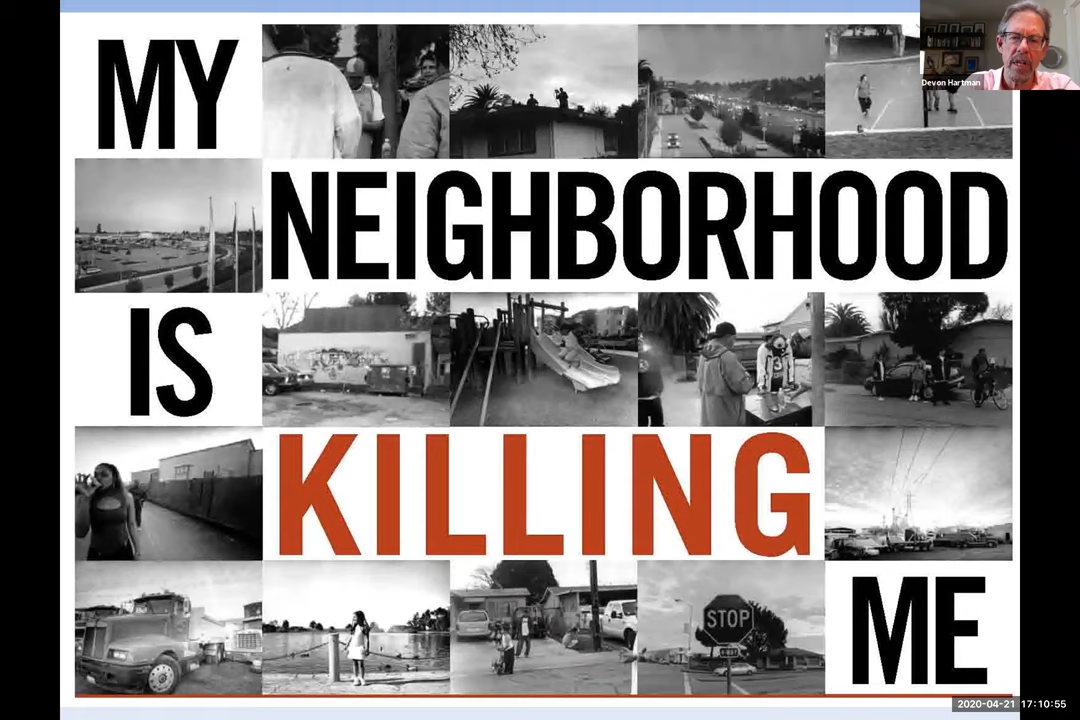 MY
Devon Hartman
NEIGHBORHOOD
IS
KILLING
STOP
ME
2020-04-21 17:10:55